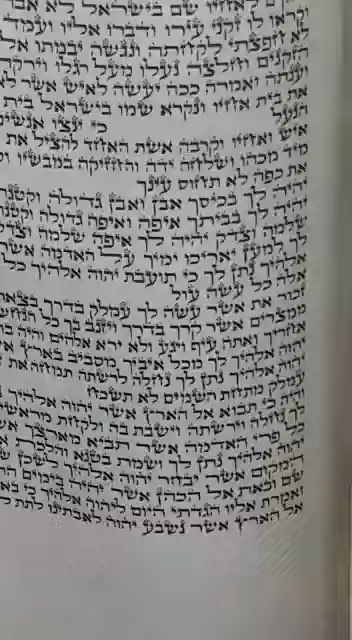 לאחיו שם בישראל לא אבה
וקראו לו זקני עירו ודברו אליו ועמד
לא חפצתי לקחתה ונגשה יבמתו אל
הזקנים וחלצה נעלו מעל רגלו וירקה
וענתה ואמרה ככה יעשה לאיש אשר לא
את בית אחיו ונקרא שמו בישראל בית
הנעל כי ינצו אנשים
איש ואחיו וקרבה אשת האחד להציל את
מיד מכהו ושלחה ידה והחזיקה במבשיו
את כפה לא תחוס עינך
יהיה לך בכיסך אבן ואבן גדולה וקטנה
יהיה לך בביתך איפה ואיפה גדולה וקטנה
שלמה וצדק יהיה לך איפה שלמה וצדק
לך למען יאריכו ימיך על האדמה אשר
אלהיך נתן לך כי תועבת יהוה אלהיך כל
אלה כל עשה עול
זכור את אשר עשה לך עמלק בדרך בצאת
ממצרים אשר קרך בדרך ויזנב בך כל
אחריך ואתה עיף ויגע ולא ירא אלהים והיה
יהוה אלהיך לך מכל איביך מסביב בארץ
יהוה אלהיך נתן לך נחלה לרשתה תמחה את
עמלק מתחת השמים לא תשכח
והיה כי תבוא אל הארץ אשר יהוה אלהיך
לך נחלה וירשתה וישבת בה ולקחת מראשית
כל פרי האדמה אשר תביא מארצך
יהוה אלהיך נתן לך ושמת בטנא והלכת
המקום אשר יבחר יהוה אלהיך לשכן
שם ובאת אל הכהן אשר יהיה בימים
ואמרת אליו הגדתי היום ליהוה אלהיך כי
אל הארץ אשר נשבע יהוה לאבתינו לתת